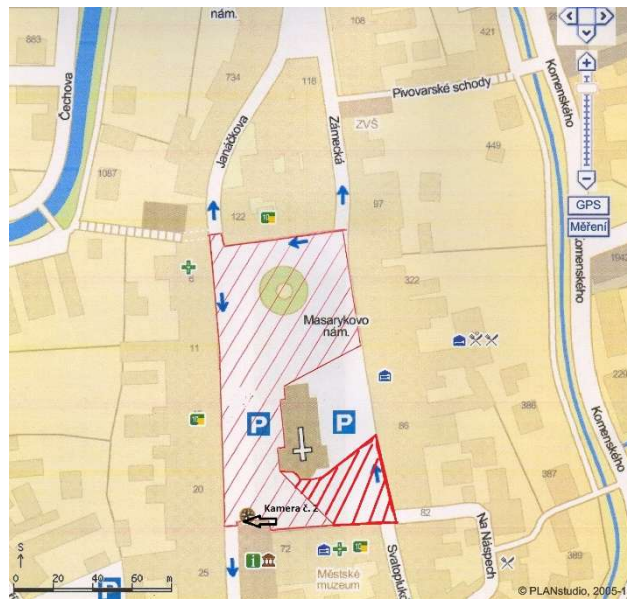 nám.
883
Čechova
734
108
421
118
Komenského
Pivovarské schody
ZVŠ
Janáčkova
Zámecká
449
1087
GPS
Měření
97
122
Komenského
6
322
Masarykovo
nám.
11
P
P
86
386
Komenského
387
20
Kamera č. 2
82
Na Náspech
72
Městské
muzeum
25
389
S
0 20 40 60 m
P
© PLANstudio, 2005-1